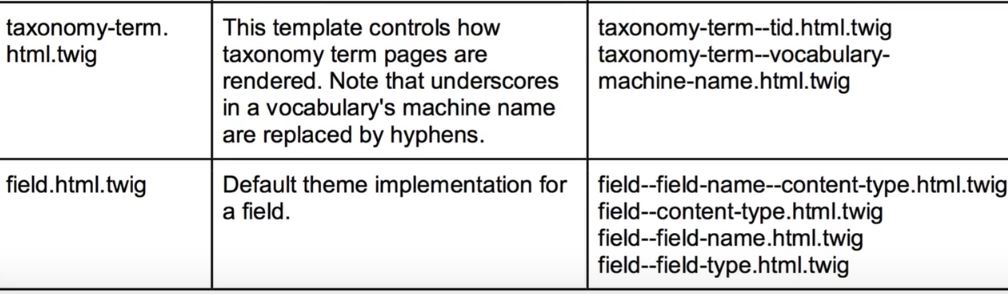 taxonomy-term.
html.twig
This template controls how
taxonomy term pages are
rendered. Note that underscores
in a vocabulary's machine name
are replaced by hyphens.
taxonomy-term--tid.html.twig
taxonomy-term--vocabulary-
machine-name.html.twig
field.html.twig
Default theme implementation for
a field.
field--field-name--content-type.html.twig
field--content-type.html.twig
field--field-name.html.twig
field--field-type.html.twig